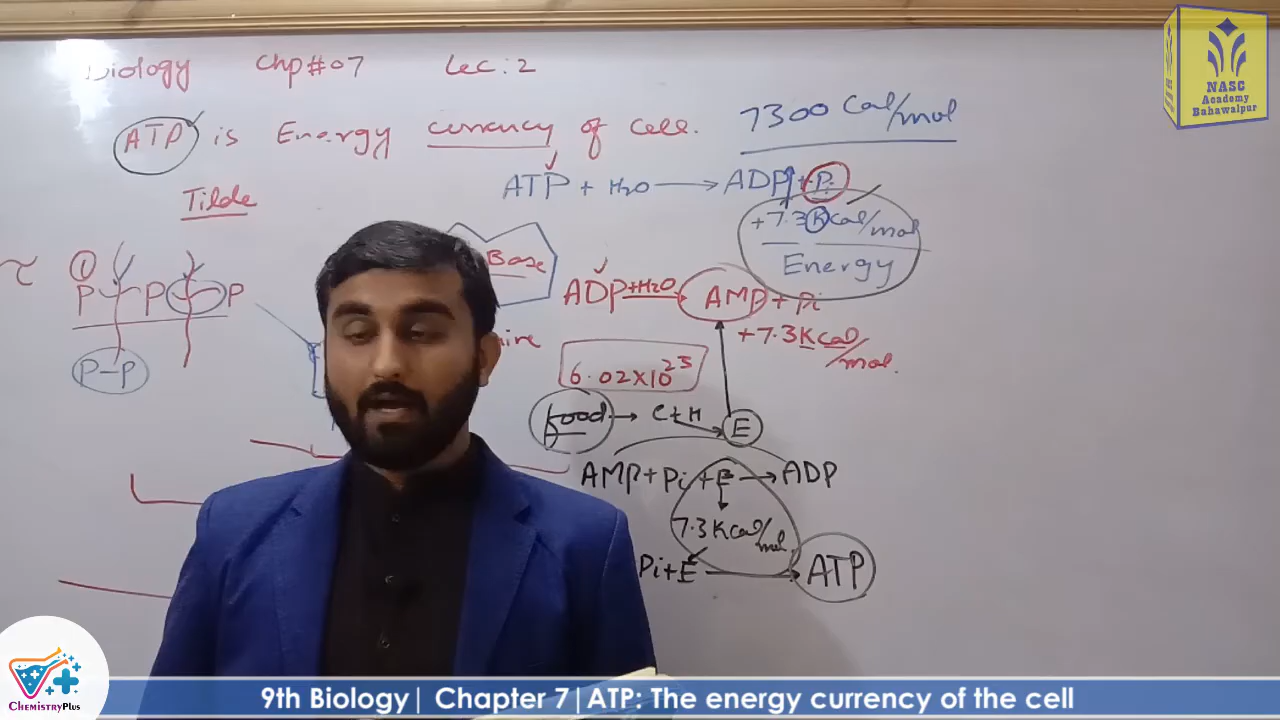 Biology Chp#07 Lec:2
ATP is Energy currency of cell.
7300 Cal/mol
ATP + H2O → ADP + Pi
+7.3 Kcal/mol
Energy
Tilde
~
①
P P P
P-P
Base
ADP +H2O → AMP + Pi
+7.3 Kcal/mol.
6.02×10²³
Food → C+H → E
AMP+Pi+E → ADP
7.3 Kcal/mol
Pi+E → ATP
NASC
Academy
Bahawalpur
ChemistryPlus
9th Biology| Chapter 7|ATP: The energy currency of the cell